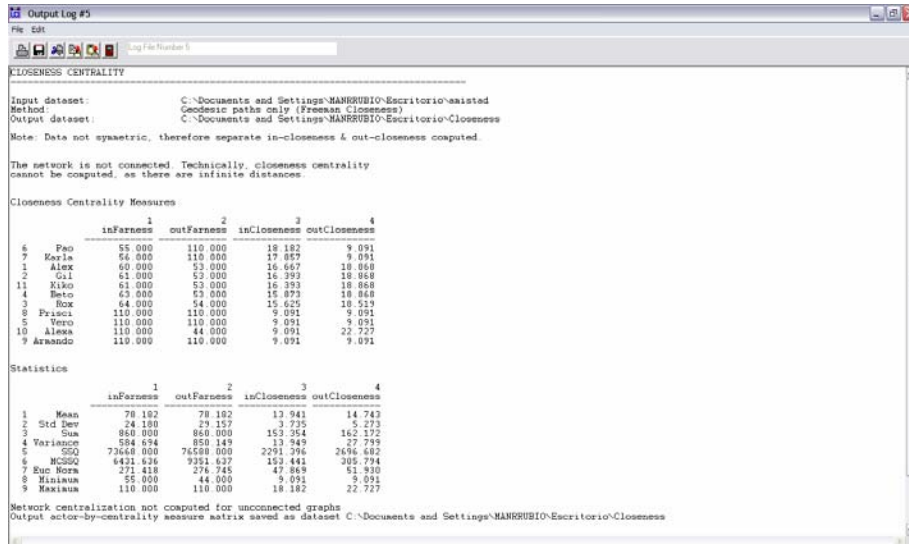 Output Log #5
File Edit
Log File Number 5
CLOSENESS CENTRALITY
Input dataset: C:\Documents and Settings\MANRRUBIO\Escritorio\amistad
Method: Geodesic paths only (Freeman Closeness)
Output dataset: C:\Documents and Settings\MANRRUBIO\Escritorio\Closeness
Note: Data not symmetric, therefore separate in-closeness & out-closeness computed.
The network is not connected. Technically, closeness centrality
cannot be computed, as there are infinite distances.
Closeness Centrality Measures
1 2 3 4
inFarness outFarness inCloseness outCloseness
6 Pao 55.000 110.000 18.182 9.091
7 Karla 56.000 110.000 17.857 9.091
1 Alex 60.000 53.000 16.667 18.868
2 Gil 61.000 53.000 16.393 18.868
11 Kiko 61.000 53.000 16.393 18.868
4 Beto 63.000 53.000 15.873 18.868
3 Rox 64.000 54.000 15.625 18.519
8 Prisci 110.000 110.000 9.091 9.091
5 Vero 110.000 110.000 9.091 9.091
10 Alexa 110.000 44.000 9.091 22.727
9 Armando 110.000 110.000 9.091 9.091
Statistics
1 2 3 4
inFarness outFarness inCloseness outCloseness
1 Mean 78.182 78.182 13.941 14.743
2 Std Dev 24.180 29.157 3.735 5.273
3 Sum 860.000 860.000 153.354 162.172
4 Variance 584.694 850.149 13.949 27.799
5 SSQ 73668.000 76588.000 2291.396 2696.682
6 MCSSQ 6431.636 9351.637 153.441 305.794
7 Euc Norm 271.418 276.745 47.869 51.930
8 Minimum 55.000 44.000 9.091 9.091
9 Maximum 110.000 110.000 18.182 22.727
Network centralization not computed for unconnected graphs
Output actor-by-centrality measure matrix saved as dataset C:\Documents and Settings\MANRRUBIO\Escritorio\Closeness